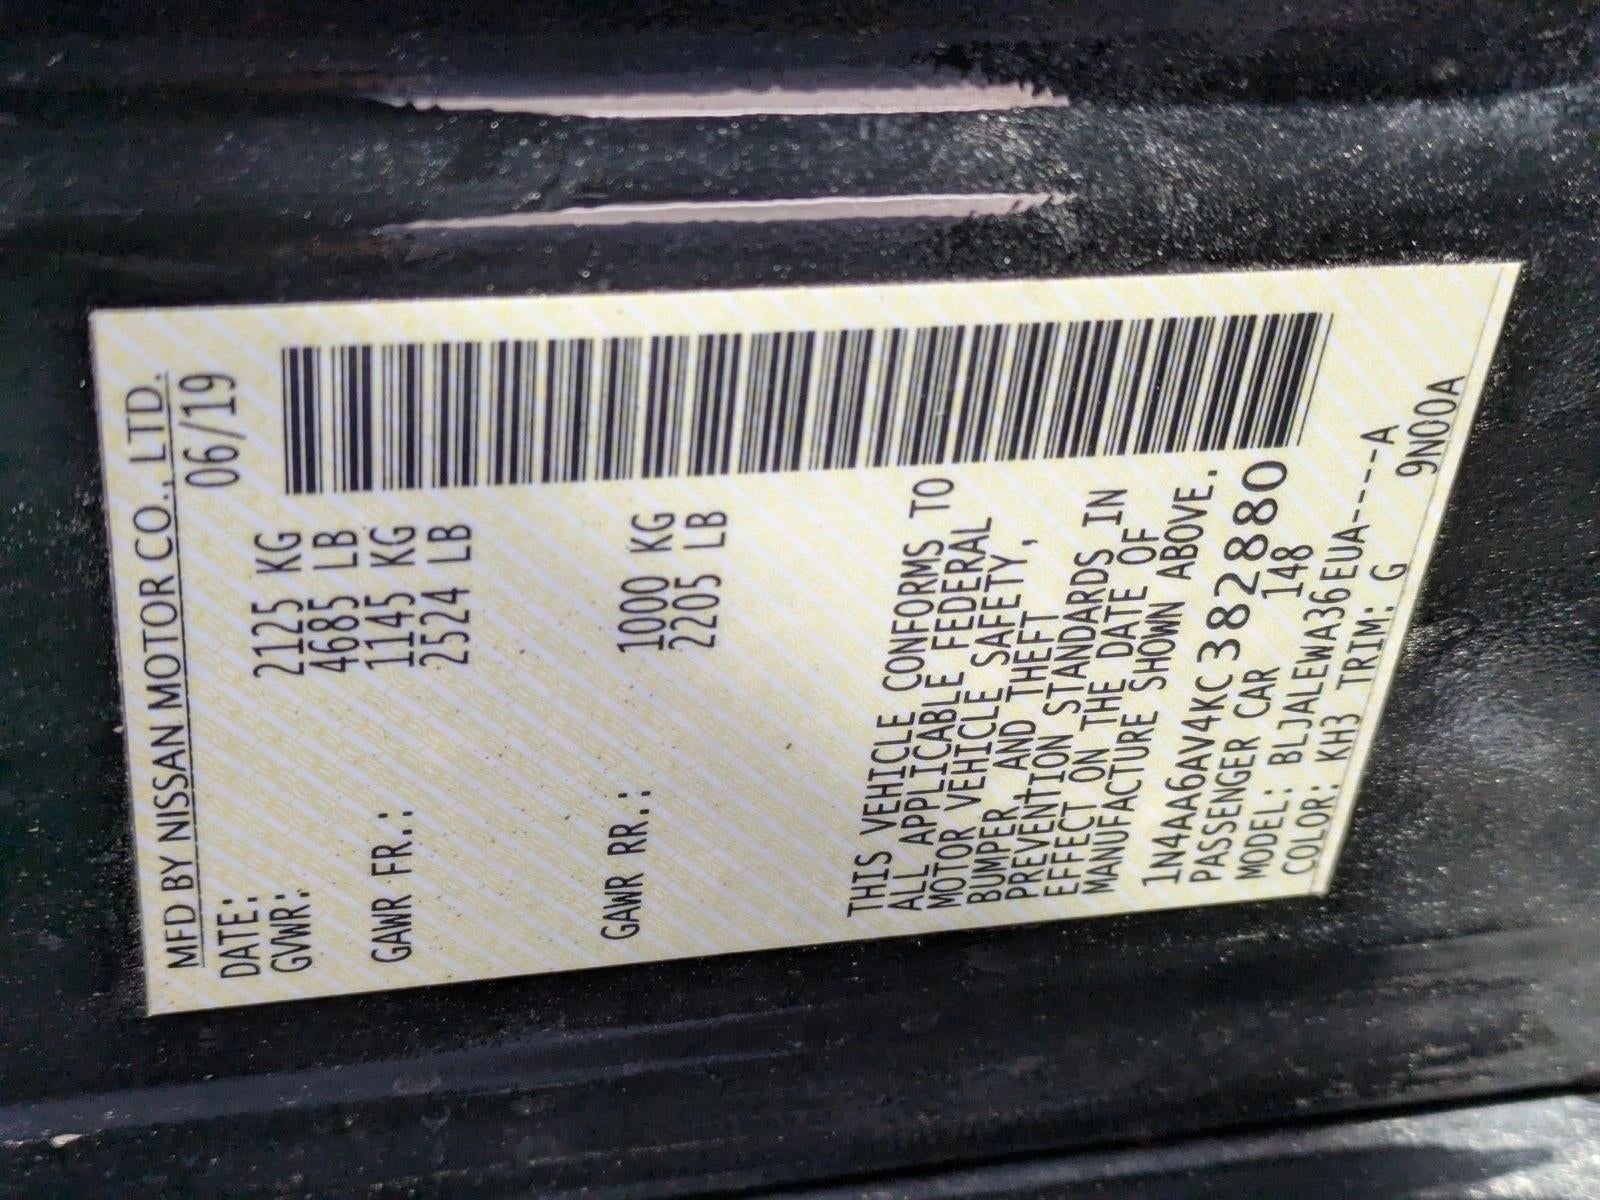 MFD BY NISSAN MOTOR CO., LTD.
DATE: 06/19
GVWR: 2125 KG
4685 LB
GAWR FR.: 1145 KG
2524 LB
GAWR RR.: 1000 KG
2205 LB
THIS VEHICLE CONFORMS TO
ALL APPLICABLE FEDERAL
MOTOR VEHICLE SAFETY,
BUMPER, AND THEFT
PREVENTION STANDARDS IN
EFFECT ON THE DATE OF
MANUFACTURE SHOWN ABOVE.
1N4AA6AV4KC382880
PASSENGER CAR 148
MODEL: BLJALEWA36EUA----A
COLOR: KH3 TRIM: G 9N00A